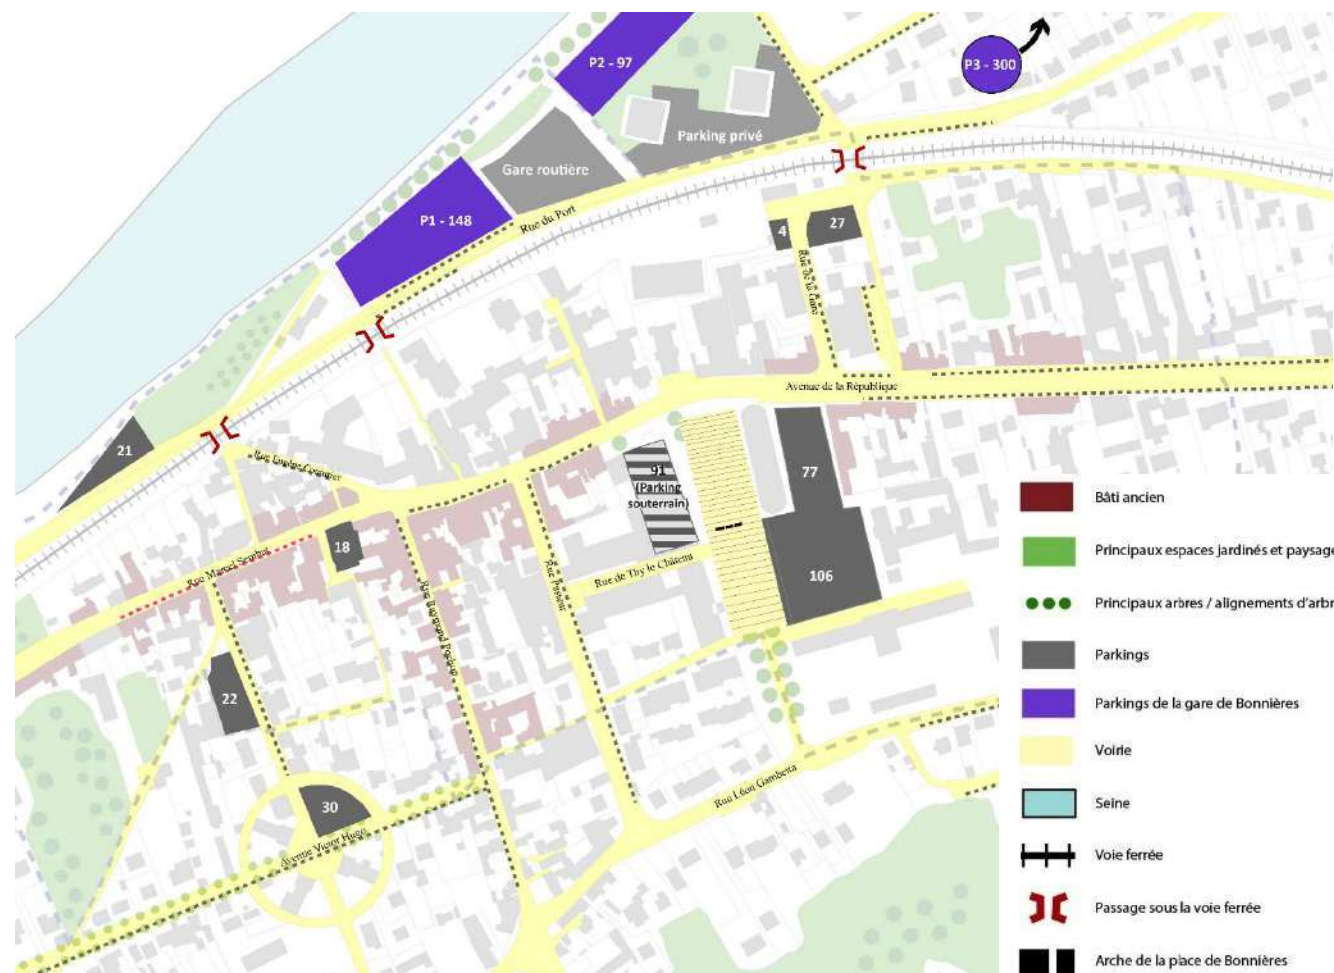 P2 - 97
P3 - 300
Parking privé
Gare routière
P1 - 148
Rue du Port
4
27
Rue de la Gare
Avenue de la République
21
Rue
91
(Parking
souterrain)
77
18
Rue Marcel Sembat
106
Rue de Thy le Château
Rue Pasteur
Rue Raymond Pochon
22
30
Avenue Victor Hugo
Rue Léon Gambetta
Bâti ancien
Principaux espaces jardinés et paysage
Principaux arbres / alignements d'arbr
Parkings
Parkings de la gare de Bonnières
Voirie
Seine
Voie ferrée
Passage sous la voie ferrée
Arche de la place de Bonnières